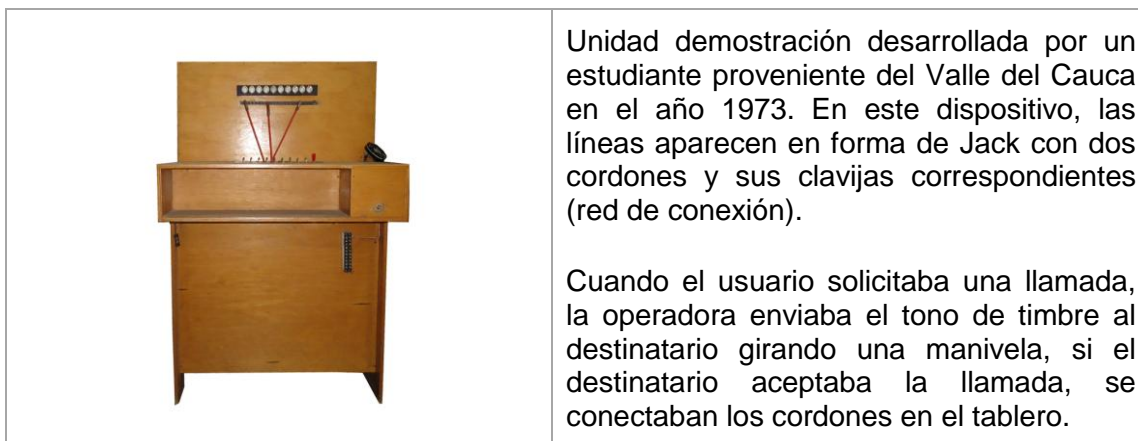 Unidad demostración desarrollada por un
estudiante proveniente del Valle del Cauca
en el año 1973. En este dispositivo, las
líneas aparecen en forma de Jack con dos
cordones y sus clavijas correspondientes
(red de conexión).
Cuando el usuario solicitaba una llamada,
la operadora enviaba el tono de timbre al
destinatario girando una manivela, si el
destinatario aceptaba la llamada, se
conectaban los cordones en el tablero.